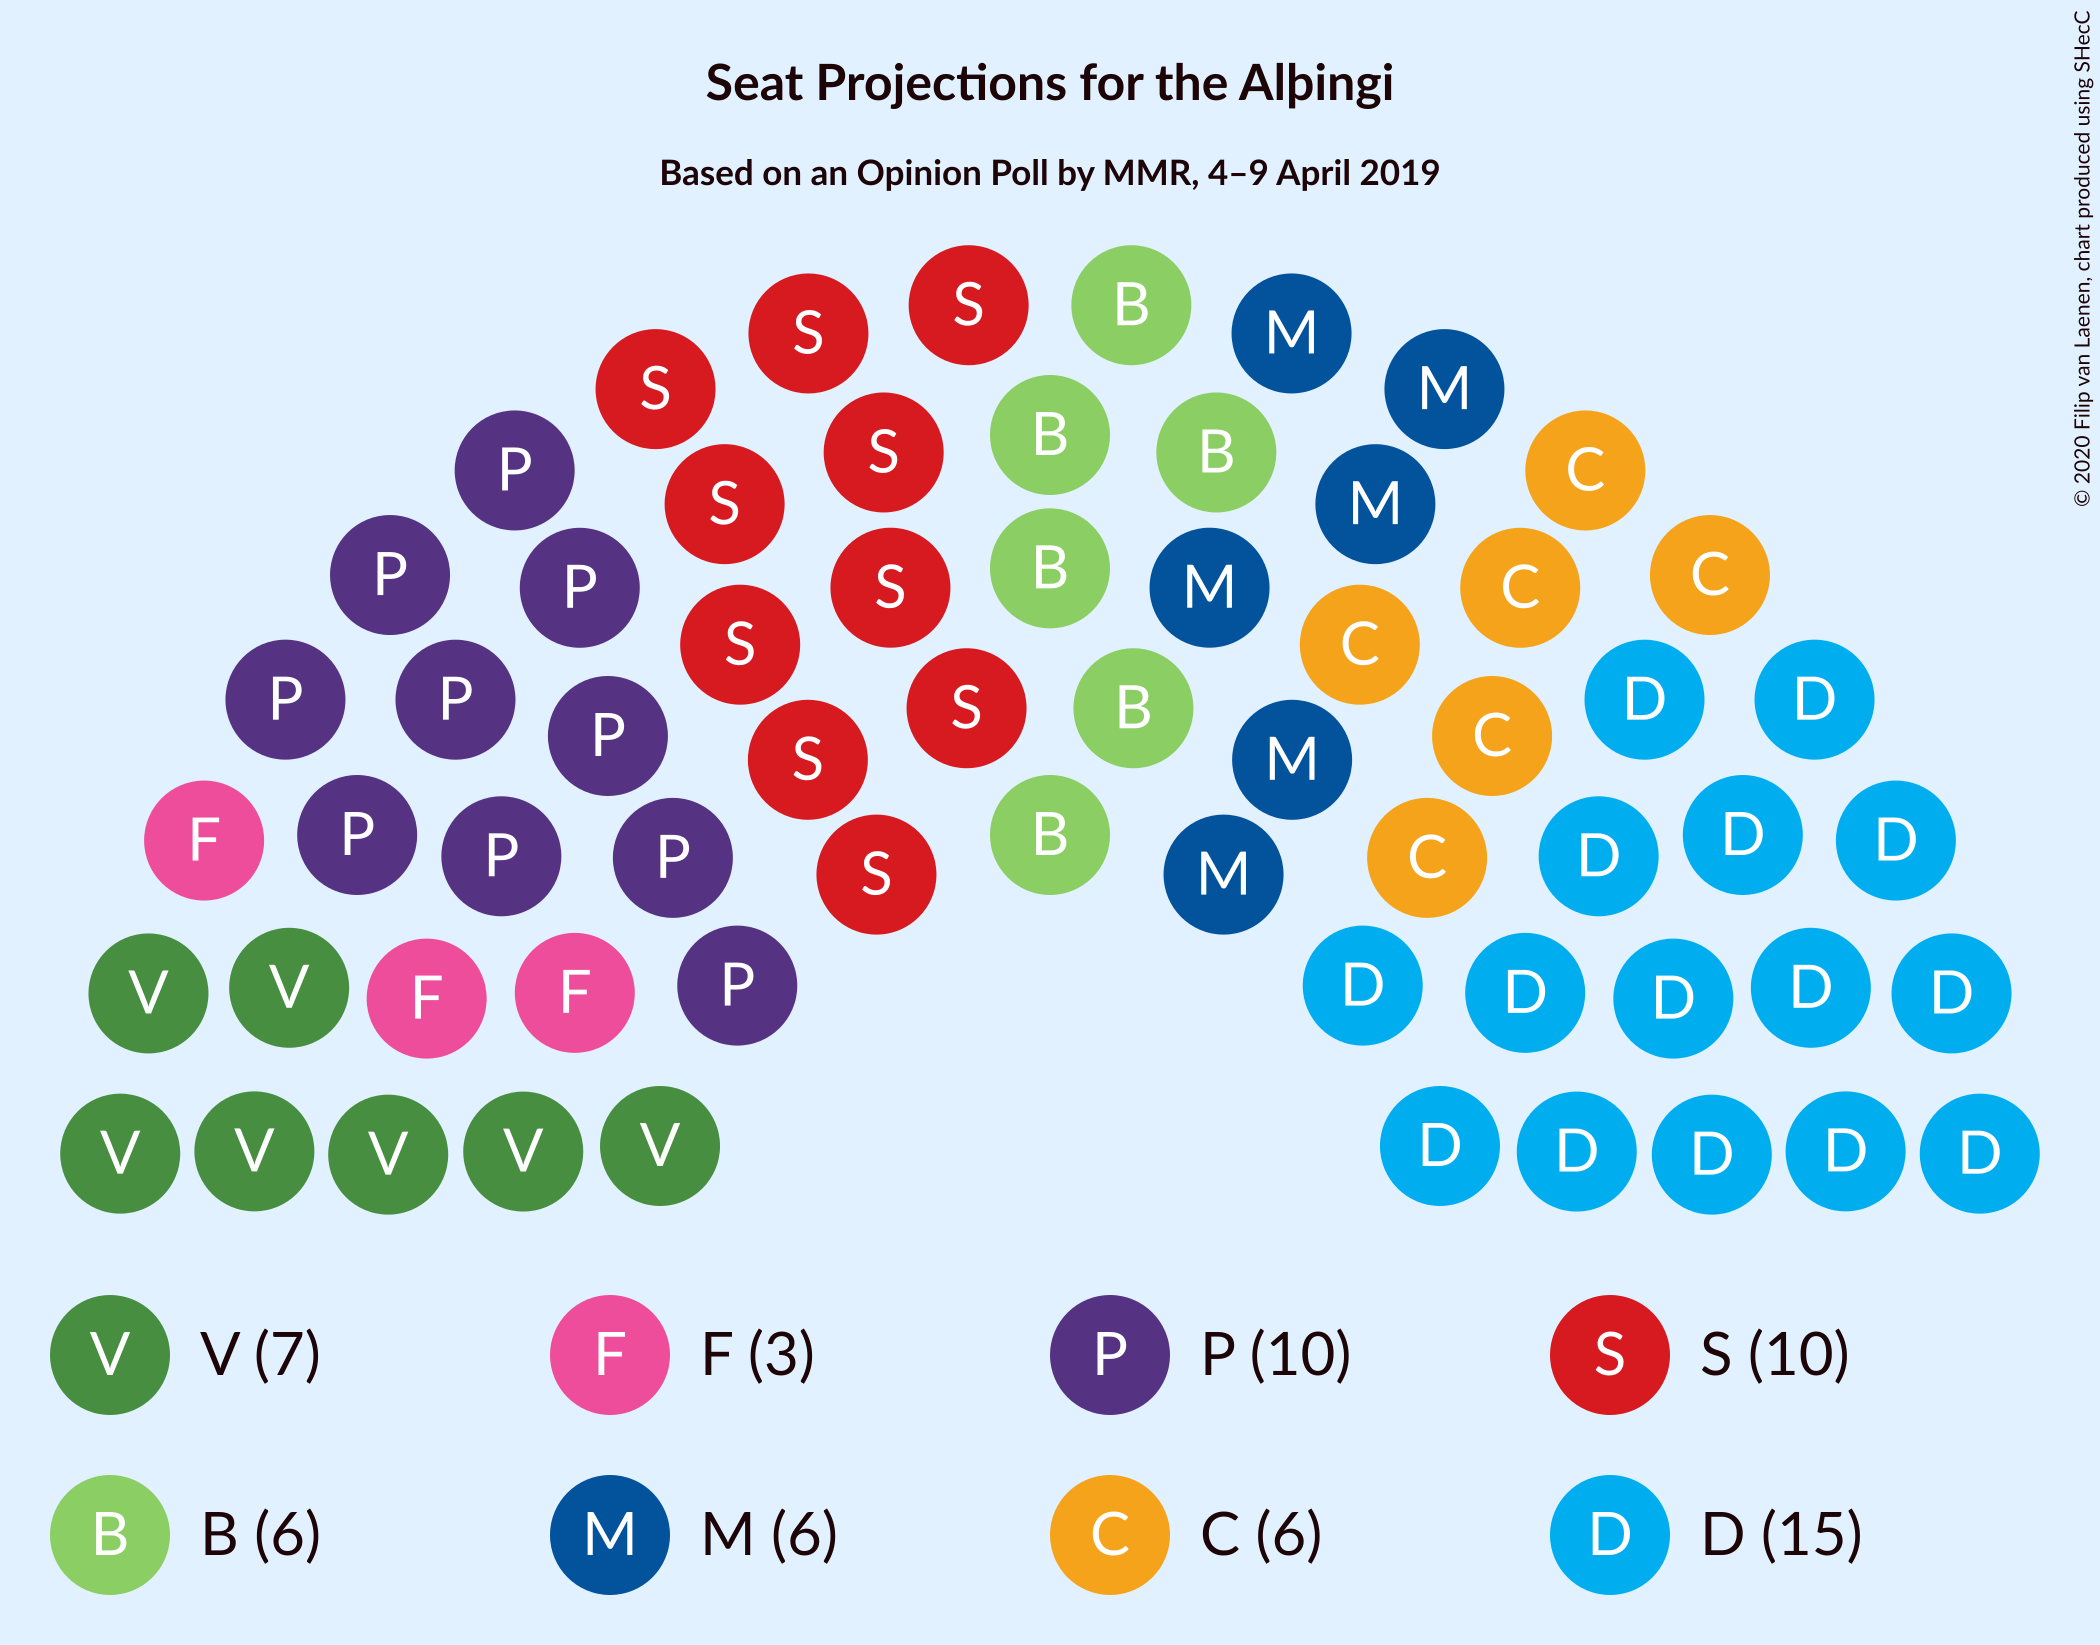 Seat Projections for the Alþingi
Based on an Opinion Poll by MMR, 4–9 April 2019
© 2020 Filip van Laenen, chart produced using SHecC
S S B M
S M
P S B B C
S M
P P S B M C C
S C
P P P S B C D D
S M
F P P P S B M C D D D
V V F F P D D D D D
V V V V V D D D D D
V V (7) F F (3) P P (10) S S (10)
B B (6) M M (6) C C (6) D D (15)